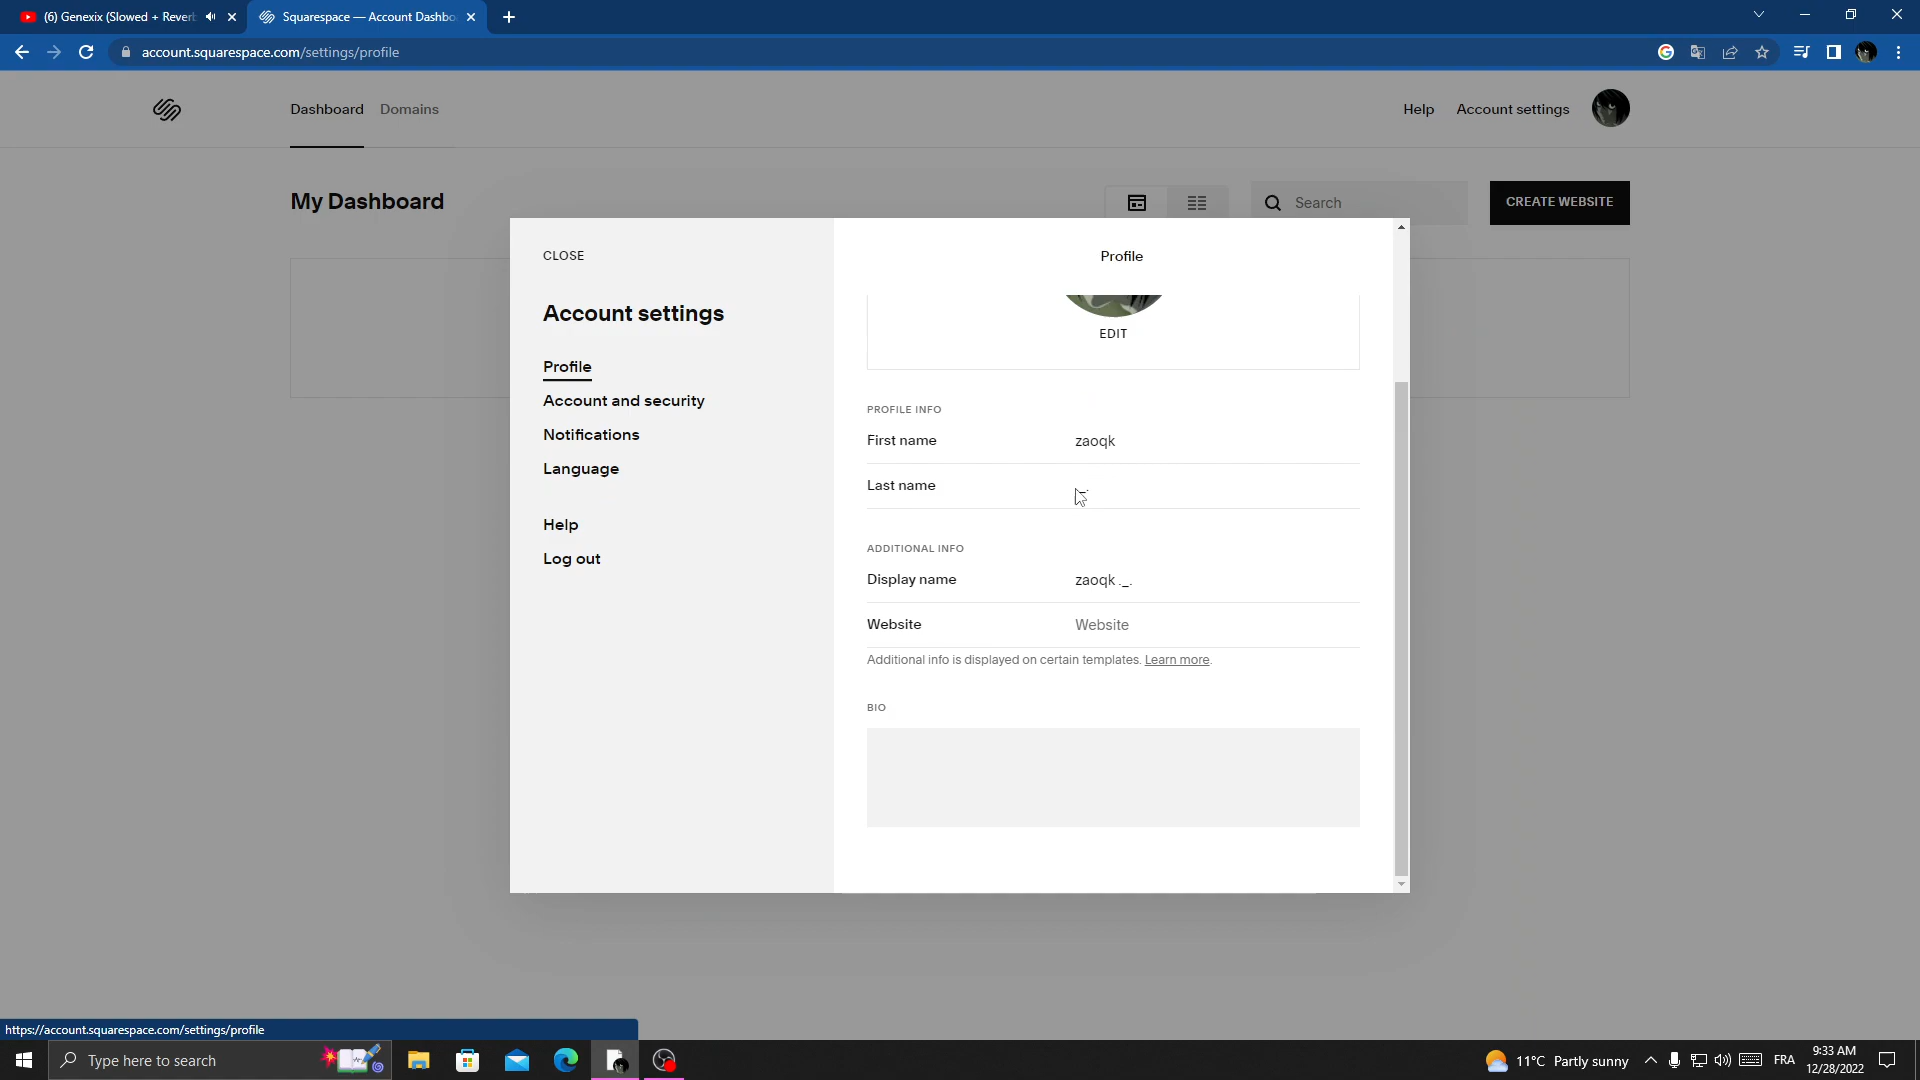 (6) Genexix (Slowed + Rever
Squarespace — Account Dashbo
account.squarespace.com/settings/profile
Dashboard
Domains
Help
Account settings
My Dashboard
Search
CREATE WEBSITE
CLOSE
Profile
Account settings
EDIT
Profile
Account and security
Notifications
Language
Help
Log out
PROFILE INFO
First name
zaoqk
Last name
ADDITIONAL INFO
Display name
zaoqk ._.
Website
Website
Additional info is displayed on certain templates. Learn more.
BIO
https://account.squarespace.com/settings/profile
Type here to search
11°C Partly sunny
FRA
9:33 AM
12/28/2022